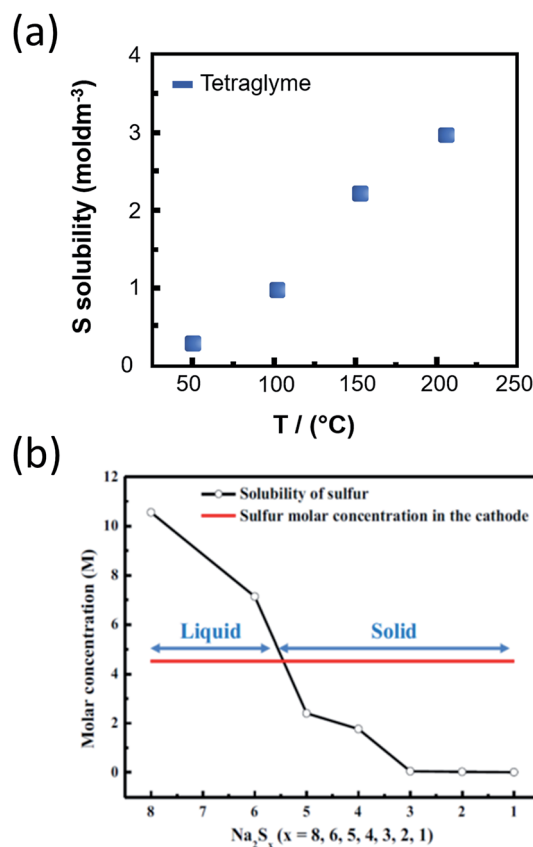 (a)
S solubility (moldm-3)
4
3
2
1
0
Tetraglyme
50 100 150 200 250
T / (°C)
(b)
Molar concentration (M)
12
10
8
6
4
2
0
Solubility of sulfur
Sulfur molar concentration in the cathode
Liquid Solid
8 7 6 5 4 3 2 1
Na2Sx (x = 8, 6, 5, 4, 3, 2, 1)